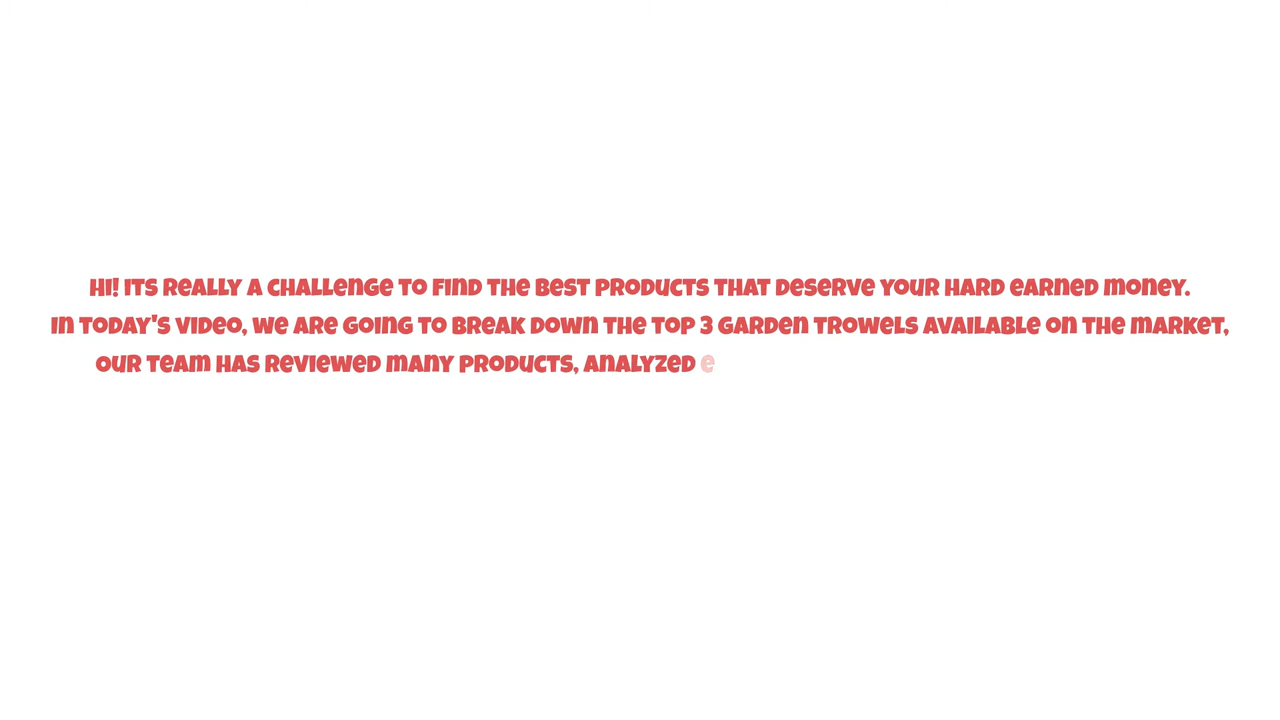 Hi! Its really a challenge to find the best products that deserve your hard earned money.
In today's video, we are going to break down the top 3 garden trowels available on the market,
our team has reviewed many products, analyzed e